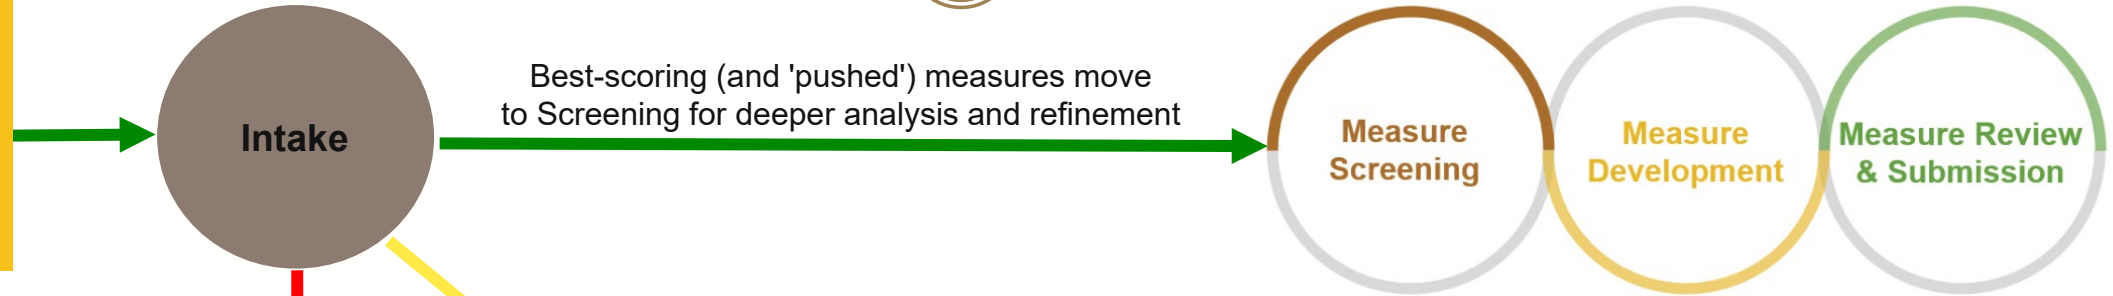 Intake
Best-scoring (and 'pushed') measures move
to Screening for deeper analysis and refinement
Measure
Screening
Measure
Development
Measure Review
& Submission